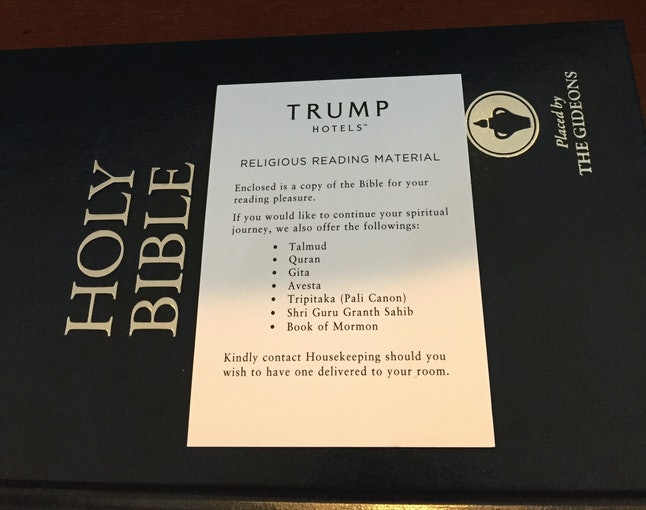 HOLY
BIBLE
TRUMP
HOTELS™
RELIGIOUS READING MATERIAL
Enclosed is a copy of the Bible for your
reading pleasure.
If you would like to continue your spiritual
journey, we also offer the followings:
• Talmud
• Quran
• Gita
• Avesta
• Tripitaka (Pali Canon)
• Shri Guru Granth Sahib
• Book of Mormon
Kindly contact Housekeeping should you
wish to have one delivered to your room.
Placed by
THE GIDEONS